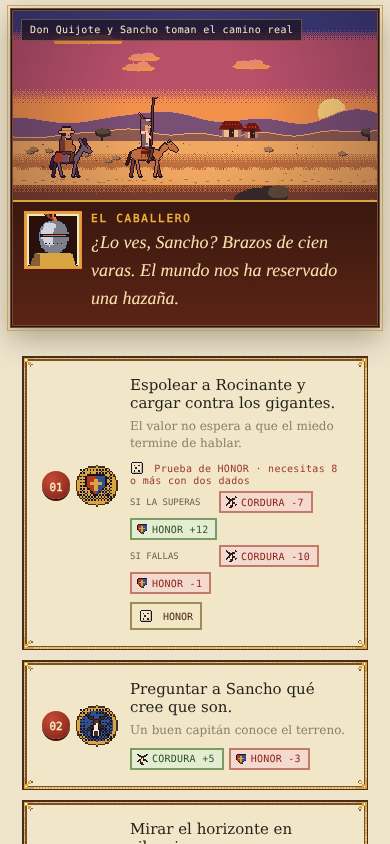 Don Quijote y Sancho toman el camino real
EL CABALLERO
¿Lo ves, Sancho? Brazos de cien
varas. El mundo nos ha reservado
una hazaña.
01
Espolear a Rocinante y
cargar contra los gigantes.
El valor no espera a que el miedo
termine de hablar.
Prueba de HONOR · necesitas 8
o más con dos dados
SI LA SUPERAS
CORDURA -7
HONOR +12
SI FALLAS
CORDURA -10
HONOR -1
HONOR
02
Preguntar a Sancho qué
cree que son.
Un buen capitán conoce el terreno.
CORDURA +5
HONOR -3
Mirar el horizonte en